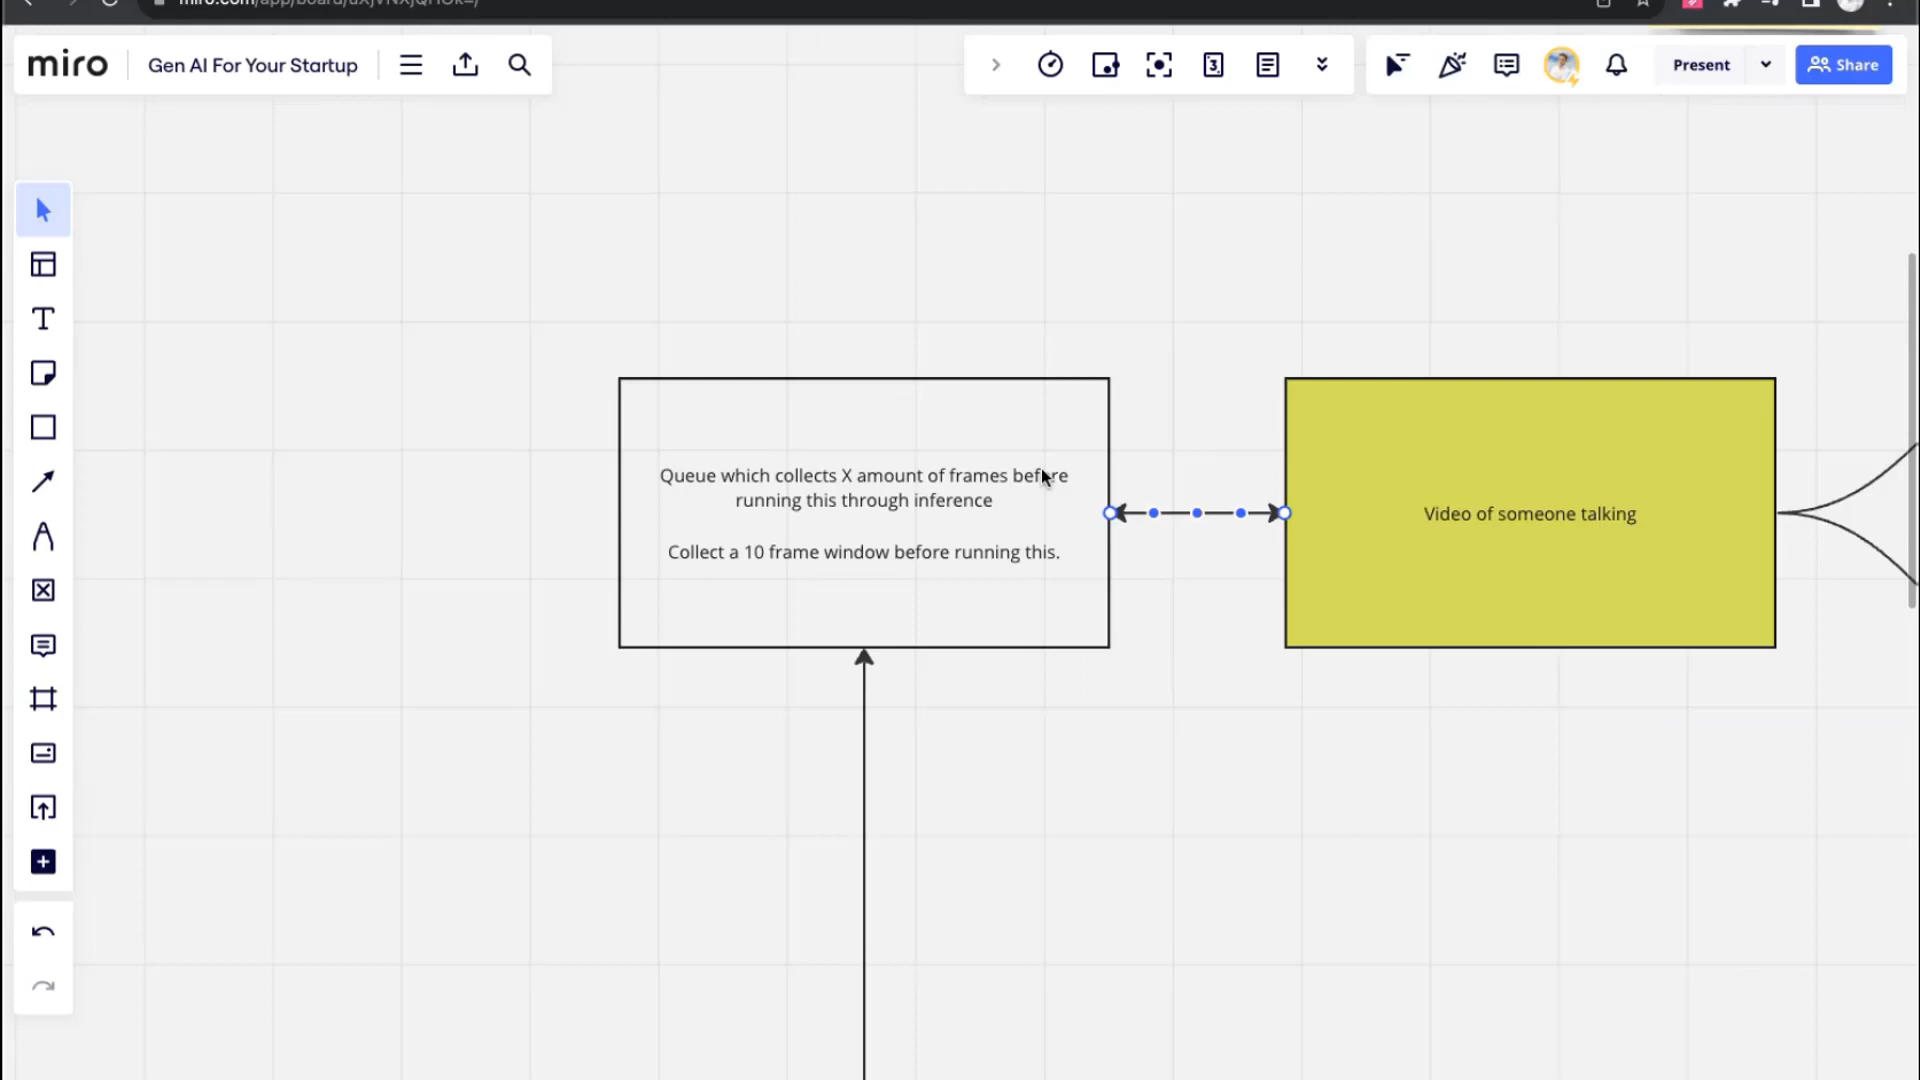 miro
Gen AI For Your Startup
3
Present
Share
Queue which collects X amount of frames before
running this through inference
Collect a 10 frame window before running this.
Video of someone talking